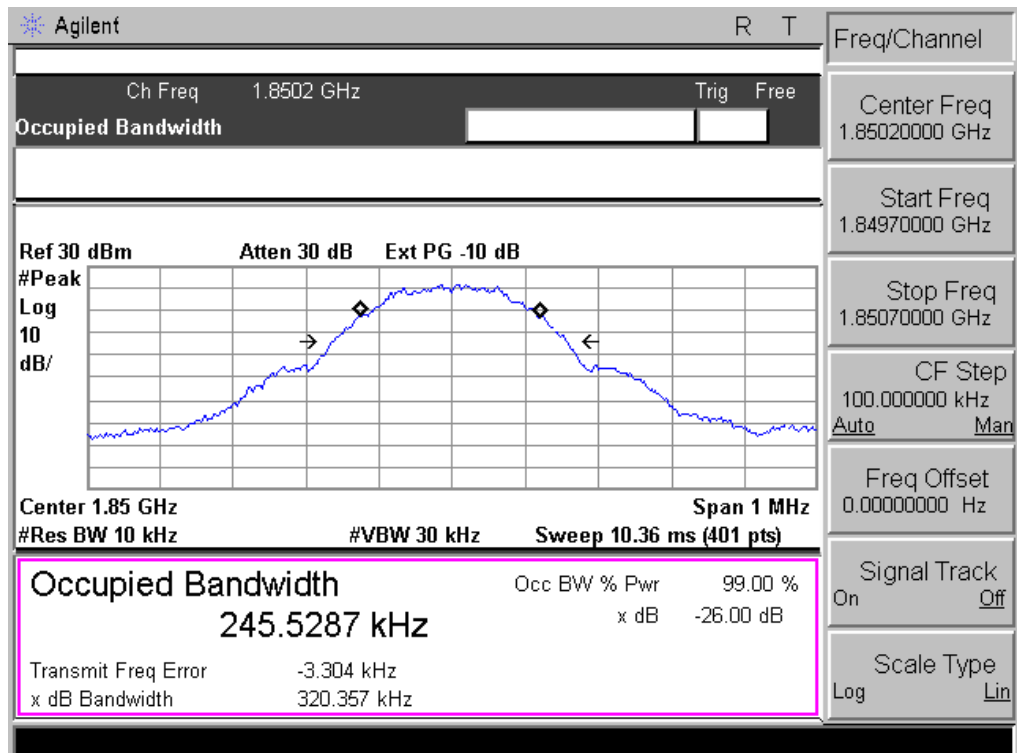 Agilent R T
Ch Freq 1.8502 GHz Trig Free
Occupied Bandwidth
Ref 30 dBm Atten 30 dB Ext PG -10 dB
#Peak
Log
10
dB/
Center 1.85 GHz Span 1 MHz
#Res BW 10 kHz #VBW 30 kHz Sweep 10.36 ms (401 pts)
Occupied Bandwidth
245.5287 kHz
Occ BW % Pwr 99.00 %
x dB -26.00 dB
Transmit Freq Error -3.304 kHz
x dB Bandwidth 320.357 kHz
Freq/Channel
Center Freq
1.85020000 GHz
Start Freq
1.84970000 GHz
Stop Freq
1.85070000 GHz
CF Step
100.000000 kHz
Auto Man
Freq Offset
0.00000000 Hz
Signal Track
On Off
Scale Type
Log Lin